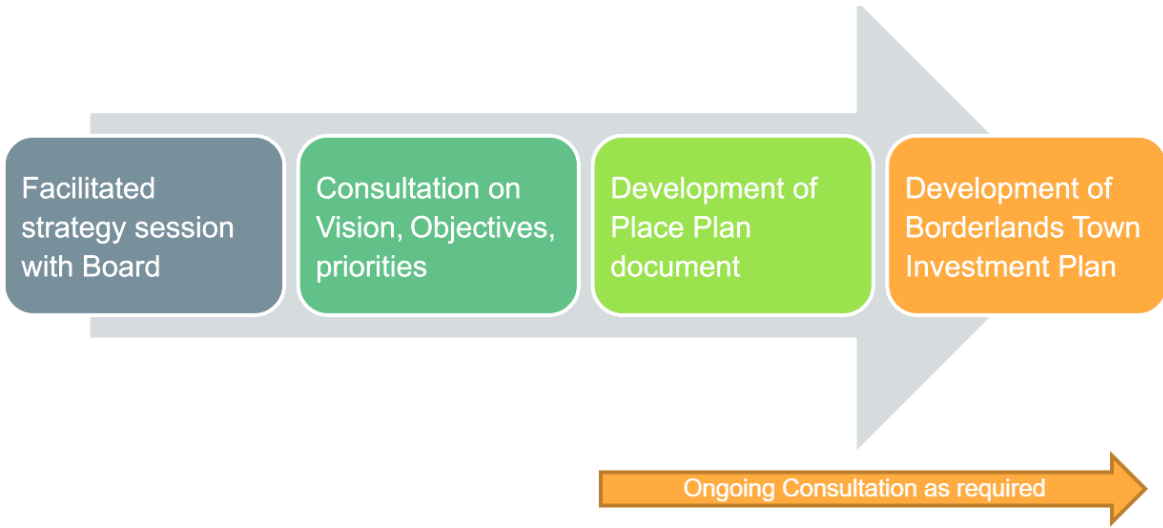 Facilitated
strategy session
with Board
Consultation on
Vision, Objectives,
priorities
Development of
Place Plan
document
Development of
Borderlands Town
Investment Plan
Ongoing Consultation as required